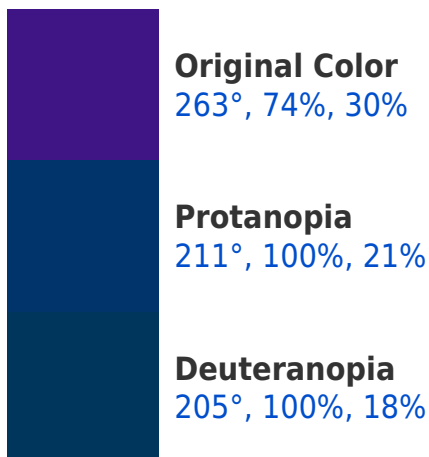 Original Color
263°, 74%, 30%
Protanopia
211°, 100%, 21%
Deuteranopia
205°, 100%, 18%